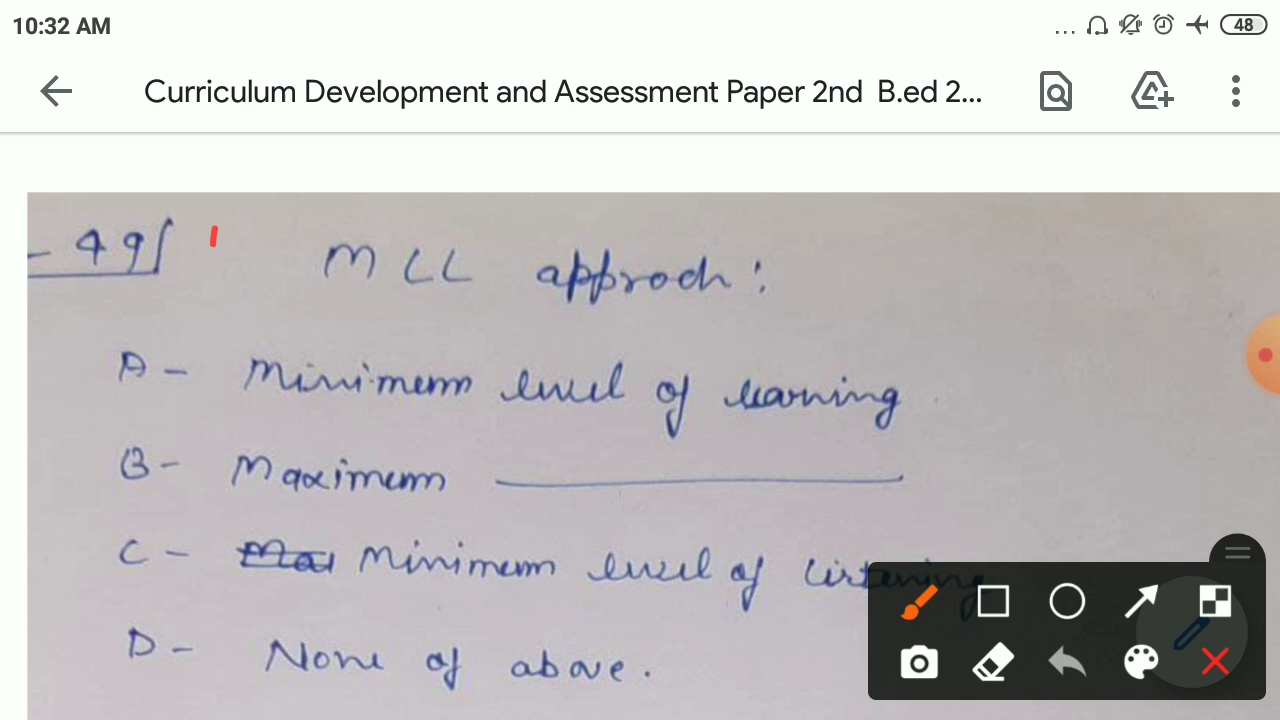 10:32 AM ... 48
Curriculum Development and Assessment Paper 2nd B.ed 2...
- 49/ MLL approch:
A - Minimum level of learning
B - Maximum
C - Minimum level of listening
D - None of above.